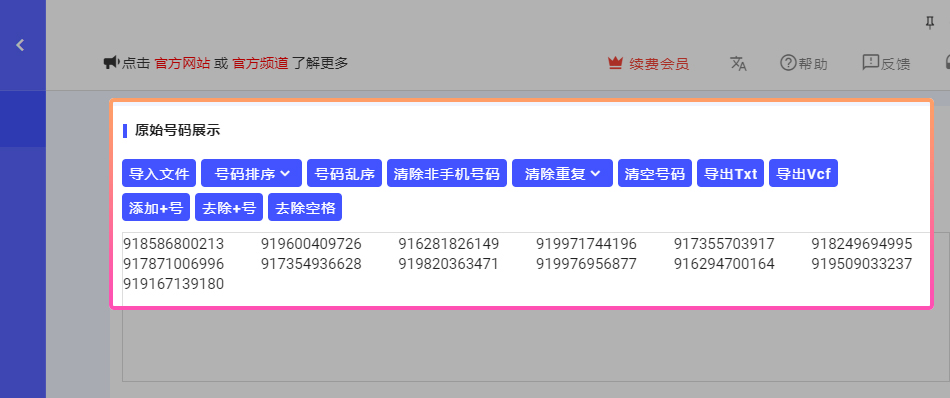 点击 官方网站 或 官方频道 了解更多 续费会员 帮助 反馈
原始号码展示
导入文件 号码排序 号码乱序 清除非手机号码 清除重复 清空号码 导出Txt 导出Vcf
添加+号 去除+号 去除空格
918586800213 919600409726 916281826149 919971744196 917355703917 918249694995
917871006996 917354936628 919820363471 919976956877 916294700164 919509033237
919167139180